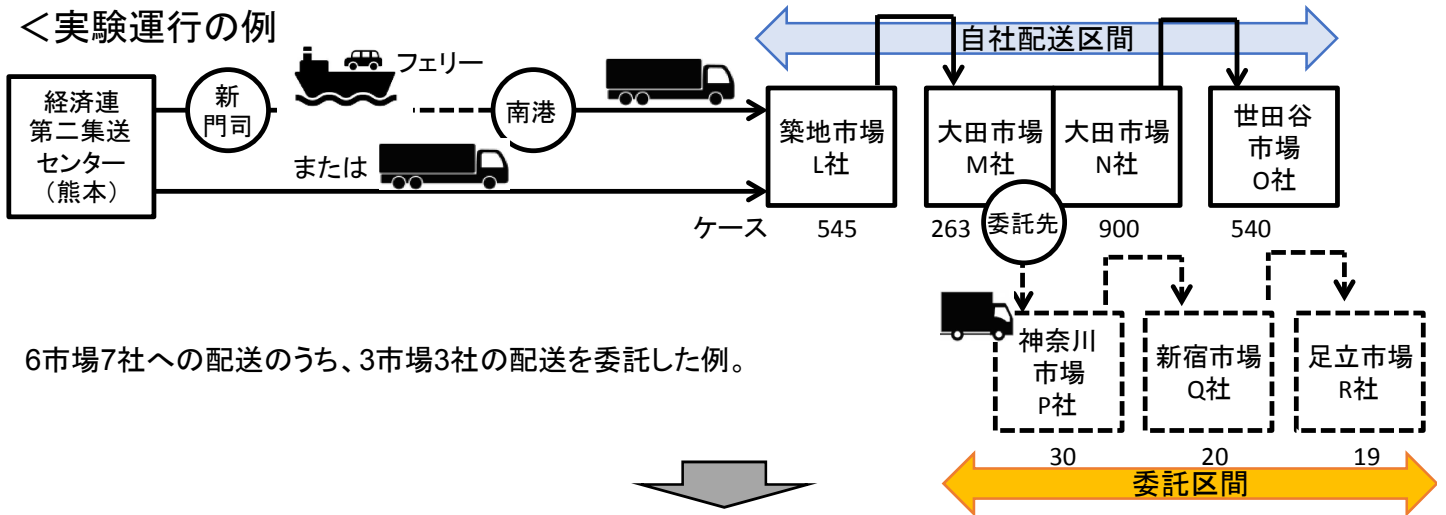 ＜実験運行の例
自社配送区間
フェリー
経済連
第二集送
センター
（熊本）
新
門司
南港
または
築地市場
L社
大田市場
M社
大田市場
N社
世田谷
市場
O社
ケース
545
263
委託先
900
540
神奈川
市場
P社
新宿市場
Q社
足立市場
R社
6市場7社への配送のうち、3市場3社の配送を委託した例。
30
20
19
委託区間